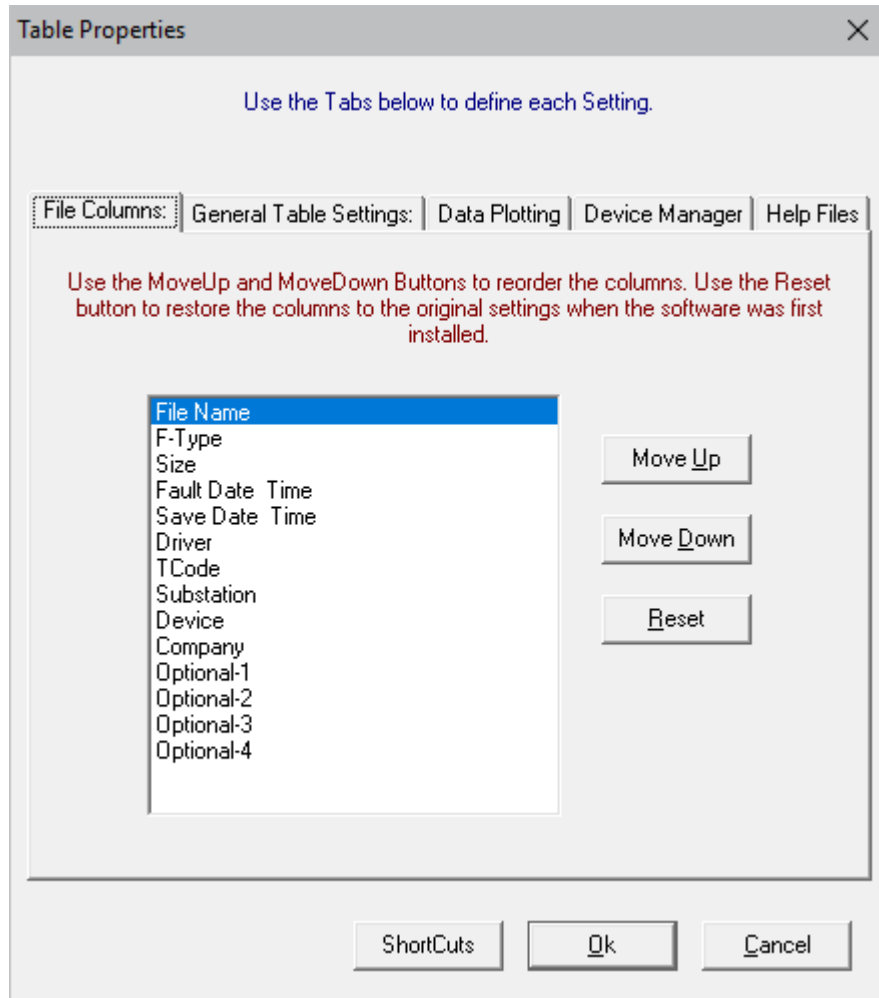 Table Properties
Use the Tabs below to define each Setting.
File Columns: General Table Settings: Data Plotting Device Manager Help Files
Use the MoveUp and MoveDown Buttons to reorder the columns. Use the Reset
button to restore the columns to the original settings when the software was first
installed.
File Name
F-Type
Size
Fault Date  Time
Save Date  Time
Driver
TCode
Substation
Device
Company
Optional-1
Optional-2
Optional-3
Optional-4
Move Up
Move Down
Reset
ShortCuts Ok Cancel